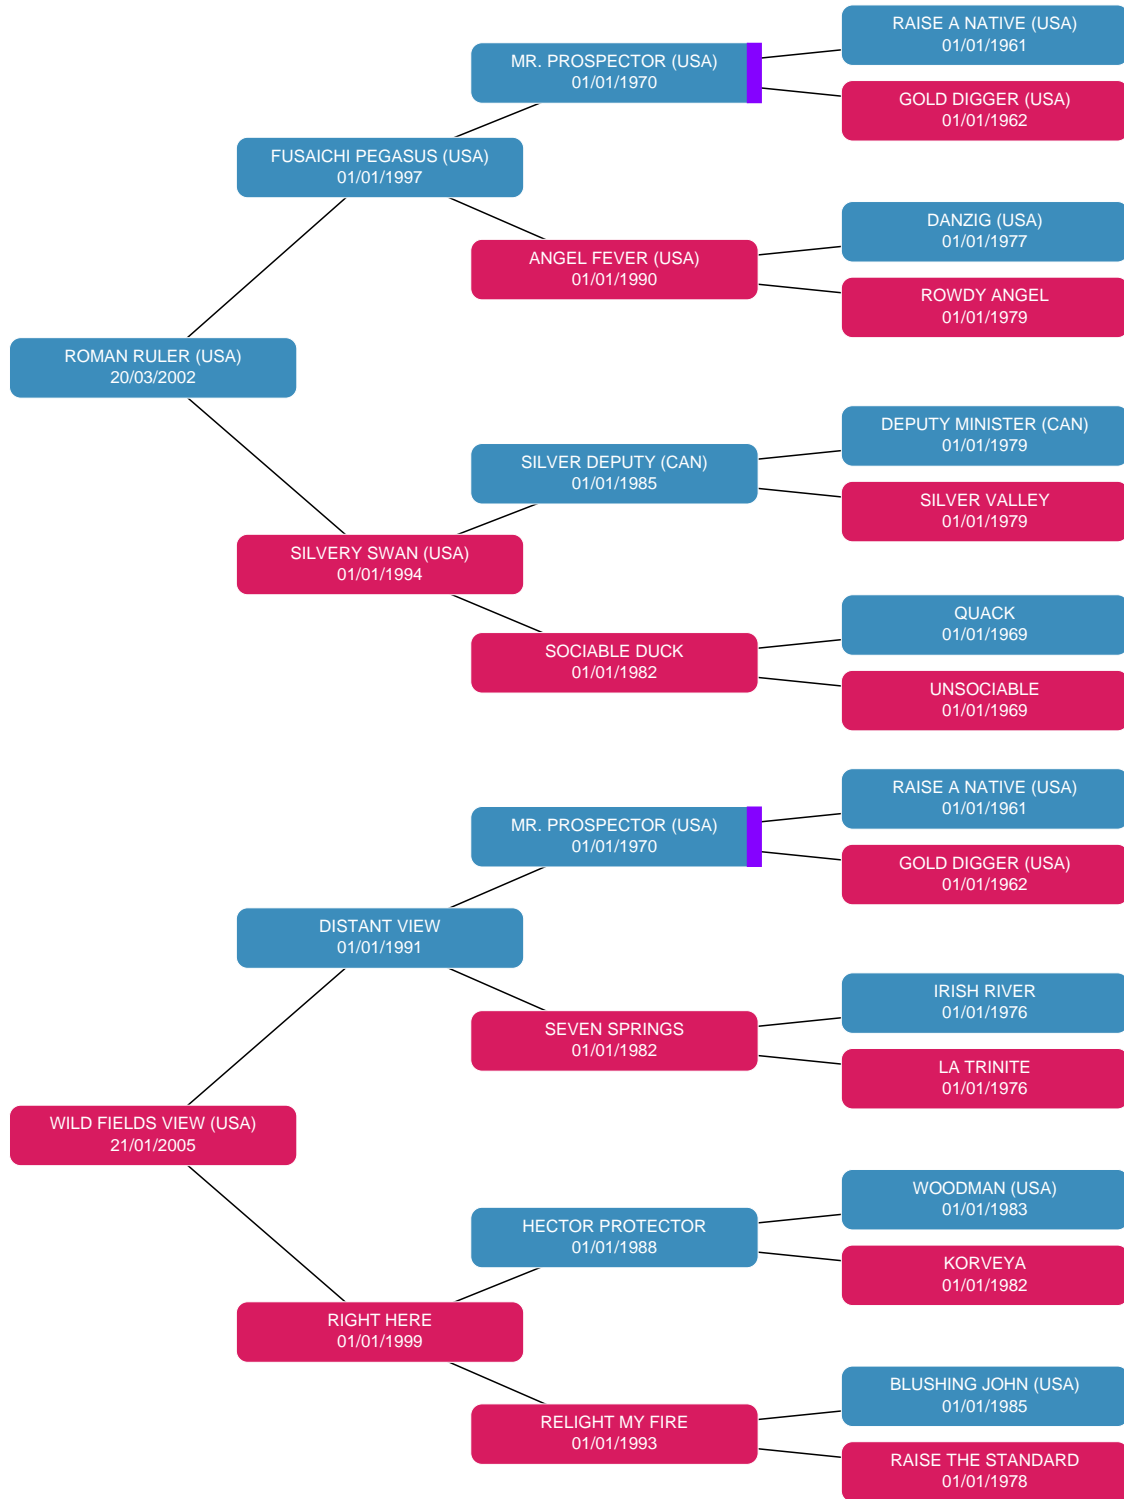 RAISE A NATIVE (USA)
01/01/1961
MR. PROSPECTOR (USA)
01/01/1970
GOLD DIGGER (USA)
01/01/1962
FUSAICHI PEGASUS (USA)
01/01/1997
DANZIG (USA)
01/01/1977
ANGEL FEVER (USA)
01/01/1990
ROWDY ANGEL
01/01/1979
ROMAN RULER (USA)
20/03/2002
DEPUTY MINISTER (CAN)
01/01/1979
SILVER DEPUTY (CAN)
01/01/1985
SILVER VALLEY
01/01/1979
SILVERY SWAN (USA)
01/01/1994
QUACK
01/01/1969
SOCIABLE DUCK
01/01/1982
UNSOCIABLE
01/01/1969
RAISE A NATIVE (USA)
01/01/1961
MR. PROSPECTOR (USA)
01/01/1970
GOLD DIGGER (USA)
01/01/1962
DISTANT VIEW
01/01/1991
IRISH RIVER
01/01/1976
SEVEN SPRINGS
01/01/1982
LA TRINITE
01/01/1976
WILD FIELDS VIEW (USA)
21/01/2005
WOODMAN (USA)
01/01/1983
HECTOR PROTECTOR
01/01/1988
KORVEYA
01/01/1982
RIGHT HERE
01/01/1999
BLUSHING JOHN (USA)
01/01/1985
RELIGHT MY FIRE
01/01/1993
RAISE THE STANDARD
01/01/1978